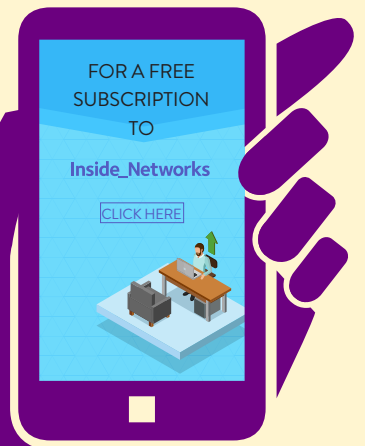 FOR A FREE
SUBSCRIPTION
TO
Inside_Networks
CLICK HERE